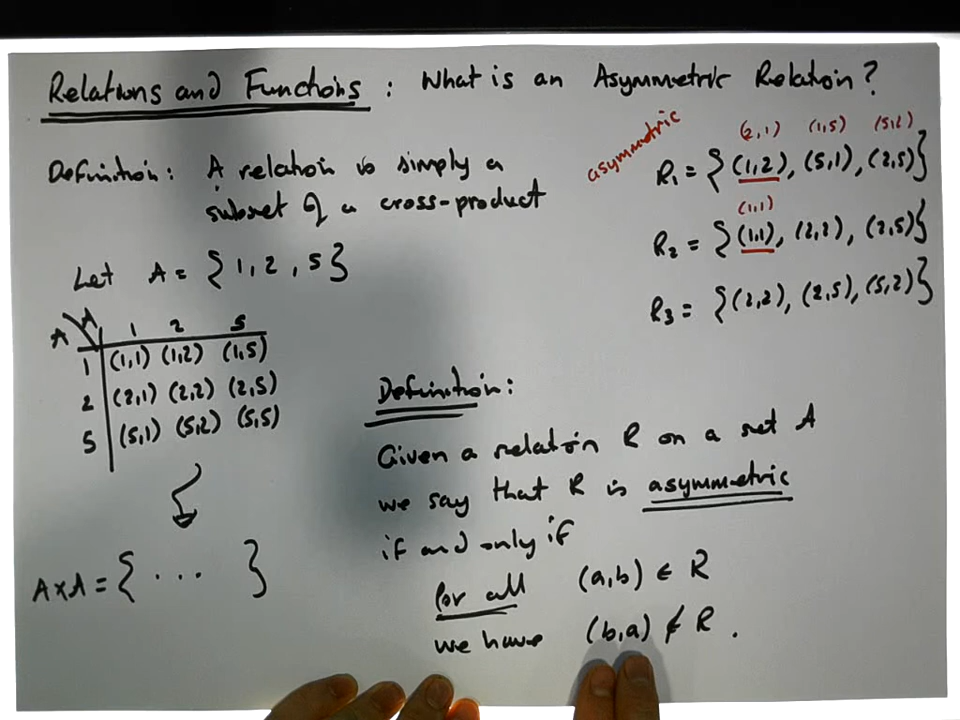 Relations and Functions : What is an Asymmetric Relation?
Definition: A relation is simply a
subset of a cross-product
Let A = {1, 2, 5}
A A 1 2 5
1 (1,1) (1,2) (1,5)
2 (2,1) (2,2) (2,5)
5 (5,1) (5,2) (5,5)
A×A = { ... }
asymmetric
(2,1) (1,5) (5,2)
R1 = {(1,2), (5,1), (2,5)}
(1,1)
R2 = {(1,1), (2,2), (2,5)}
R3 = {(2,2), (2,5), (5,2)}
Definition:
Given a relation R on a set A
we say that R is asymmetric
if and only if
for all (a,b) ∈ R
we have (b,a) ∉ R .